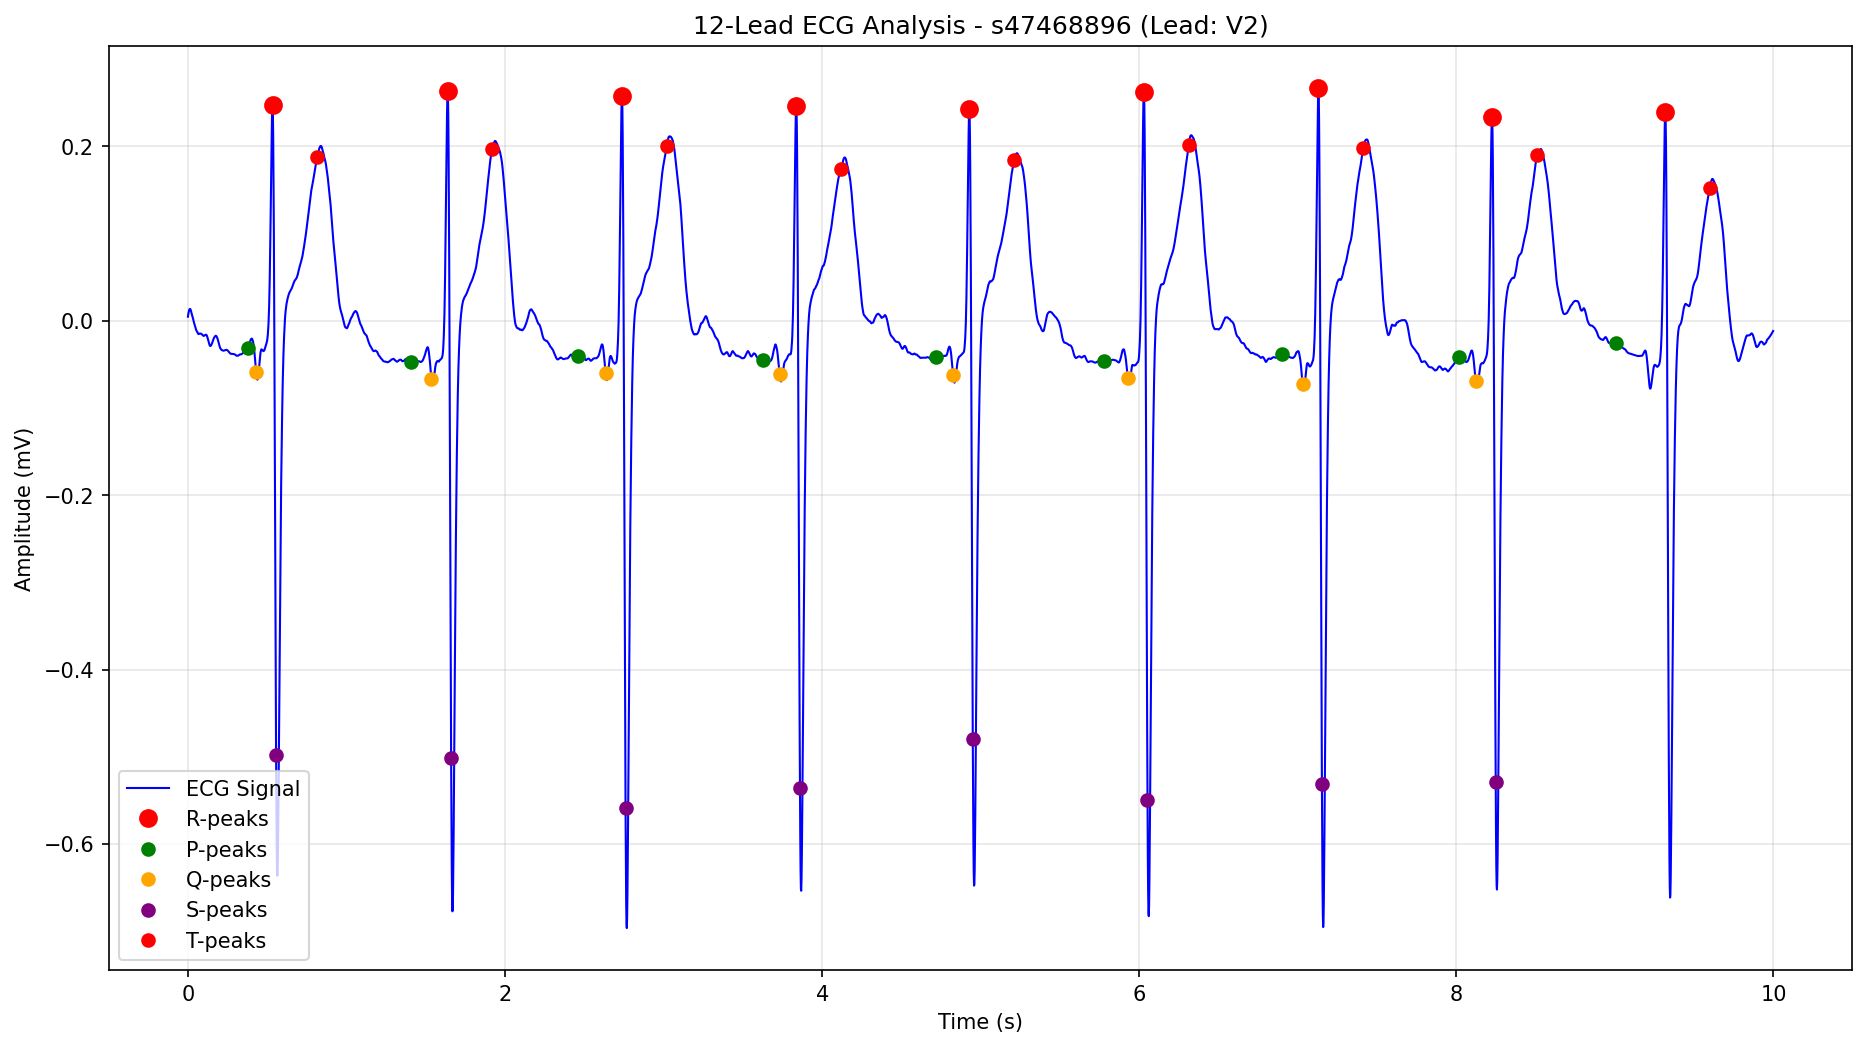 12-Lead ECG Analysis - s47468896 (Lead: V2)
Amplitude (mV)
0.2
0.0
−0.2
−0.4
−0.6
ECG Signal
R-peaks
P-peaks
Q-peaks
S-peaks
T-peaks
0 2 4 6 8 10
Time (s)